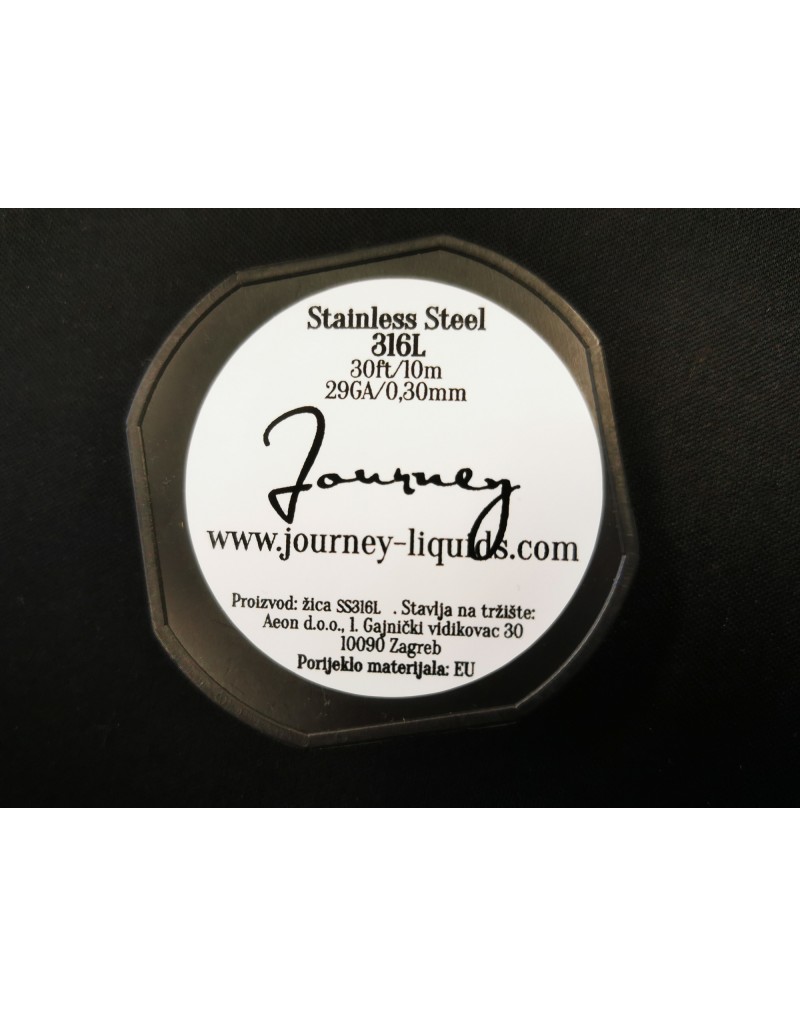 Stainless Steel
316L
30ft/10m
29GA/0,30mm
Journey
www.journey-liquids.com
Proizvod: žica SS316L . Stavlja na tržište:
Aeon d.o.o., 1. Gajnički vidikovac 30
10090 Zagreb
Porijeklo materijala: EU